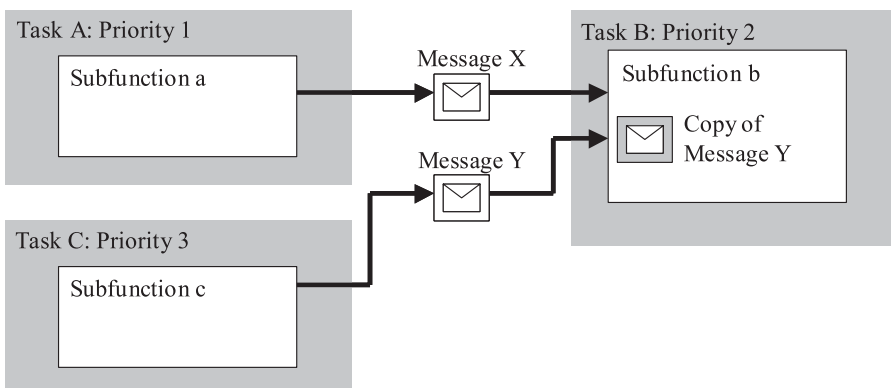 Task A: Priority 1
Subfunction a
Message X
Task B: Priority 2
Subfunction b
Copy of
Message Y
Message Y
Task C: Priority 3
Subfunction c